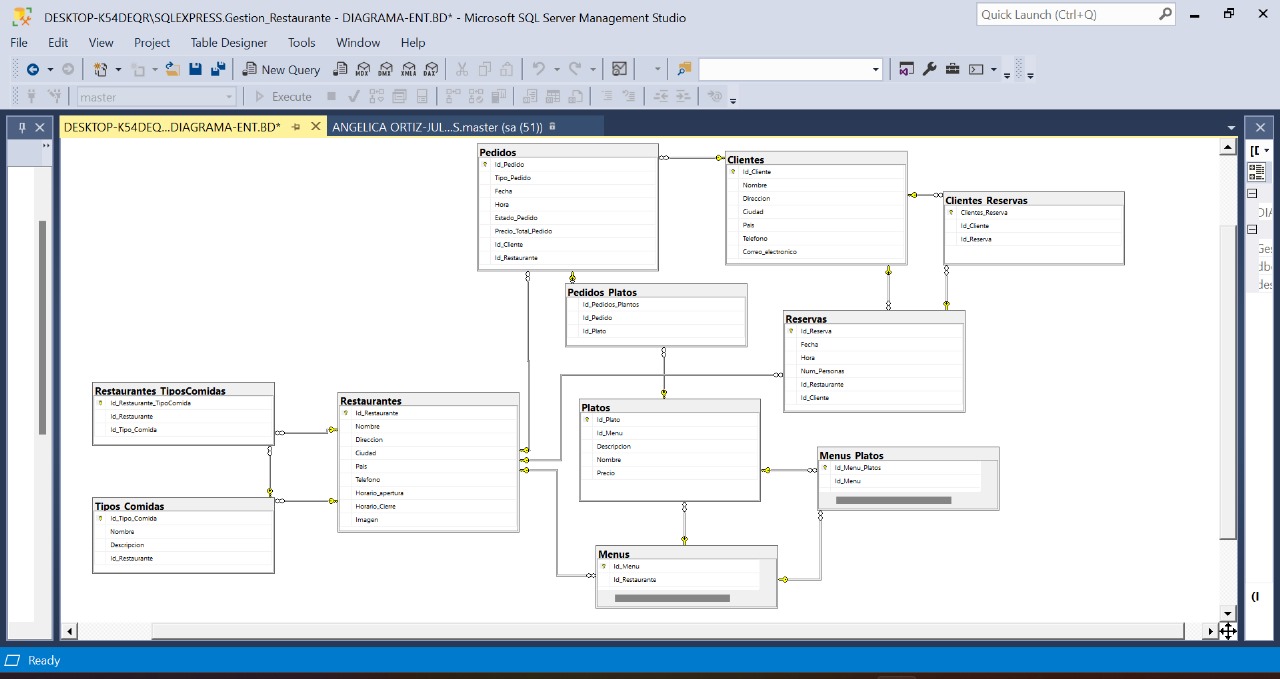 DESKTOP-K54DEQR\SQLEXPRESS.Gestion_Restaurante - DIAGRAMA-ENT.BD* - Microsoft SQL Server Management Studio
Quick Launch (Ctrl+Q)
File Edit View Project Table Designer Tools Window Help
New Query
MDX DMX XMLA DAX
master
Execute
DESKTOP-K54DEQ...DIAGRAMA-ENT.BD*
ANGELICA ORTIZ-JUL...S.master (sa (51))
Pedidos
Id_Pedido
Tipo_Pedido
Fecha
Hora
Estado_Pedido
Precio_Total_Pedido
Id_Cliente
Id_Restaurante
Clientes
Id_Cliente
Nombre
Direccion
Ciudad
Pais
Telefono
Correo_electronico
Clientes_Reservas
Clientes_Reserva
Id_Cliente
Id_Reserva
Pedidos_Platos
Id_Pedidos_Plantos
Id_Pedido
Id_Plato
Reservas
Id_Reserva
Fecha
Hora
Num_Personas
Id_Restaurante
Id_Cliente
Restaurantes_TiposComidas
Id_Restaurante_TipoComida
Id_Restaurante
Id_Tipo_Comida
Restaurantes
Id_Restaurante
Nombre
Direccion
Ciudad
Pais
Telefono
Horario_apertura
Horario_Cierre
Imagen
Platos
Id_Plato
Id_Menu
Descripcion
Nombre
Precio
Menus_Platos
Id_Menu_Platos
Id_Menu
Tipos_Comidas
Id_Tipo_Comida
Nombre
Descripcion
Id_Restaurante
Menus
Id_Menu
Id_Restaurante
Ready